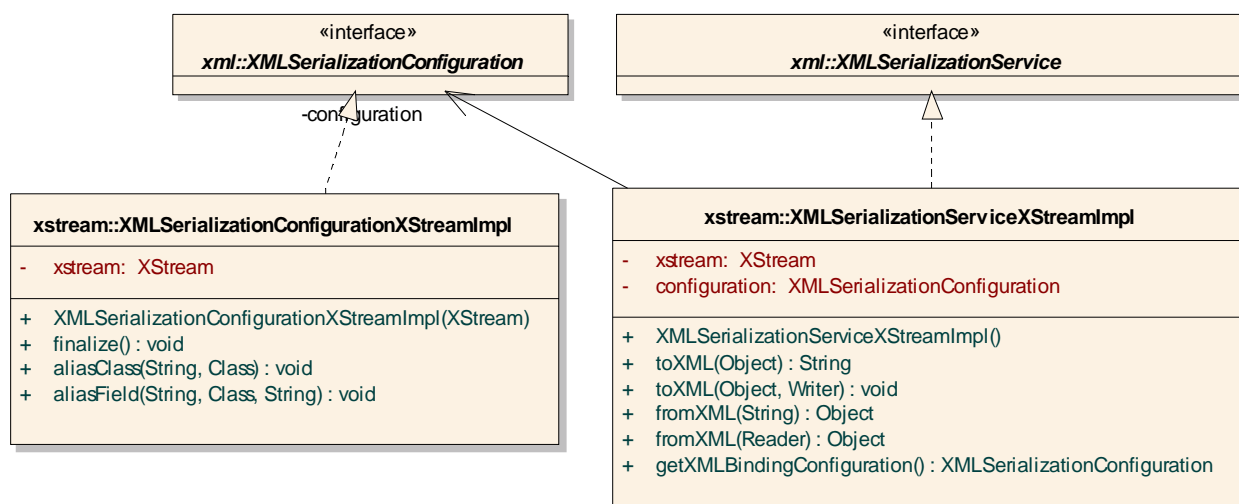 «interface»
xml::XMLSerializationConfiguration
«interface»
xml::XMLSerializationService
-configuration
xstream::XMLSerializationConfigurationXStreamImpl
- xstream: XStream
+ XMLSerializationConfigurationXStreamImpl(XStream)
+ finalize() : void
+ aliasClass(String, Class) : void
+ aliasField(String, Class, String) : void
xstream::XMLSerializationServiceXStreamImpl
- xstream: XStream
- configuration: XMLSerializationConfiguration
+ XMLSerializationServiceXStreamImpl()
+ toXML(Object) : String
+ toXML(Object, Writer) : void
+ fromXML(String) : Object
+ fromXML(Reader) : Object
+ getXMLBindingConfiguration() : XMLSerializationConfiguration